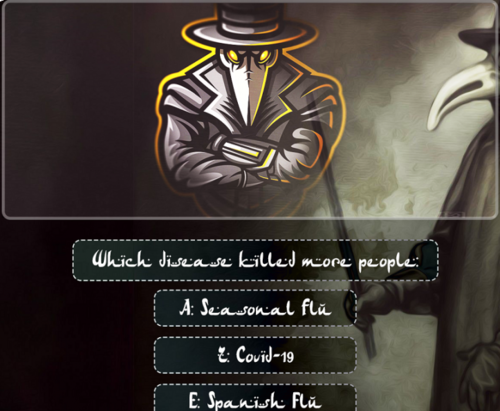 Which disease killed more people:
A: Seasonal Flu
Z: Covid-19
E: Spanish Flu